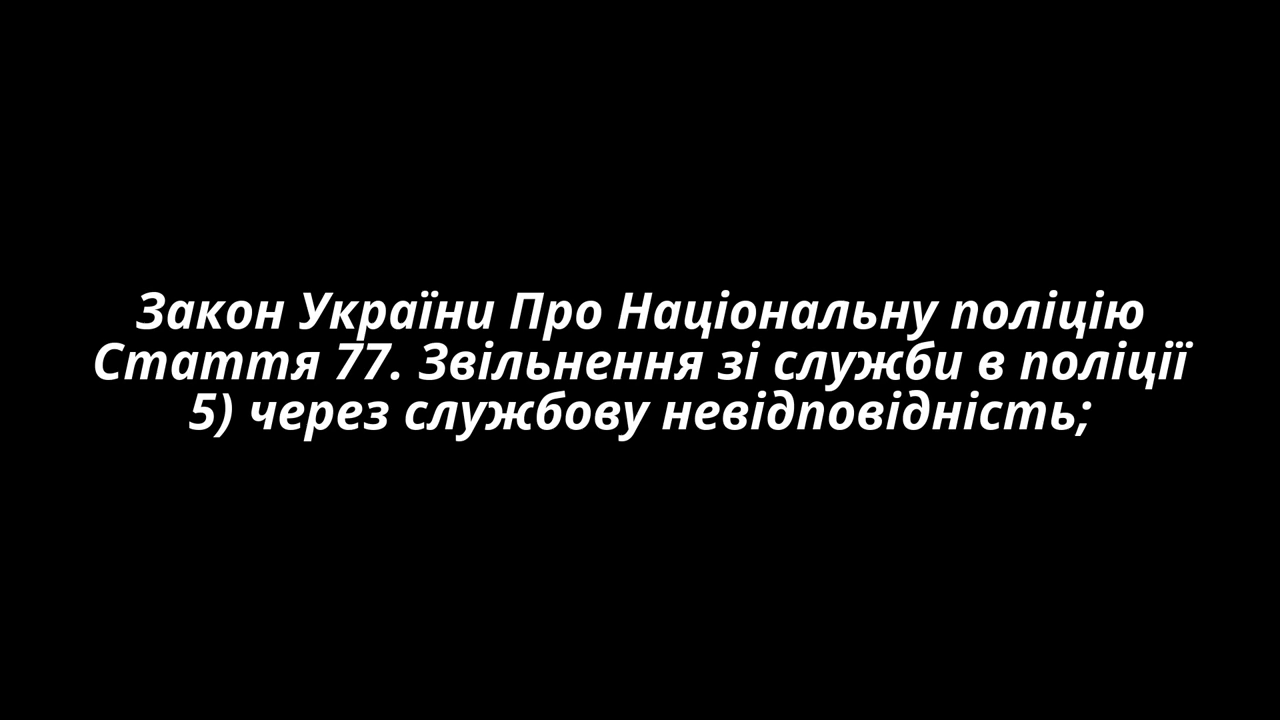 Закон України Про Національну поліцію
Стаття 77. Звільнення зі служби в поліції
5) через службову невідповідність;